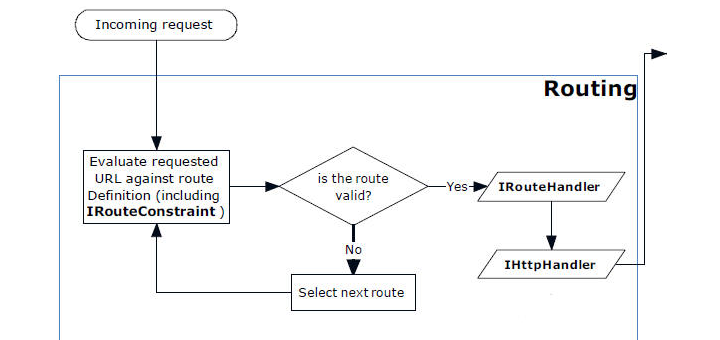 Incoming request
Routing
Evaluate requested
URL against route
Definition (including
IRouteConstraint )
is the route
valid?
Yes
IRouteHandler
No
IHttpHandler
Select next route